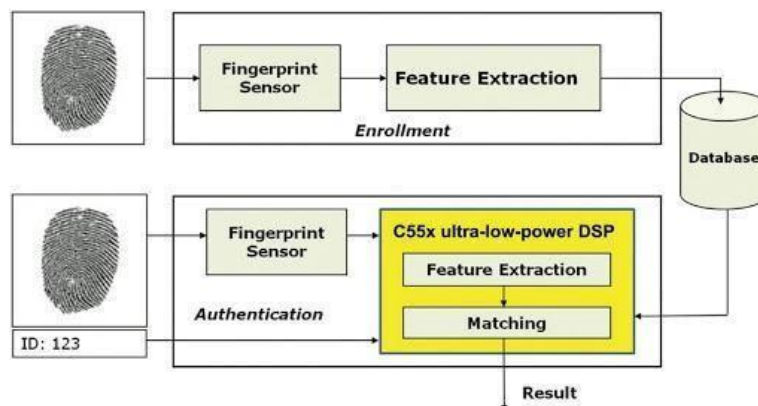 Fingerprint
Sensor
Feature Extraction
Enrollment
Database
Fingerprint
Sensor
C55x ultra-low-power DSP
Feature Extraction
Authentication
Matching
ID: 123
Result